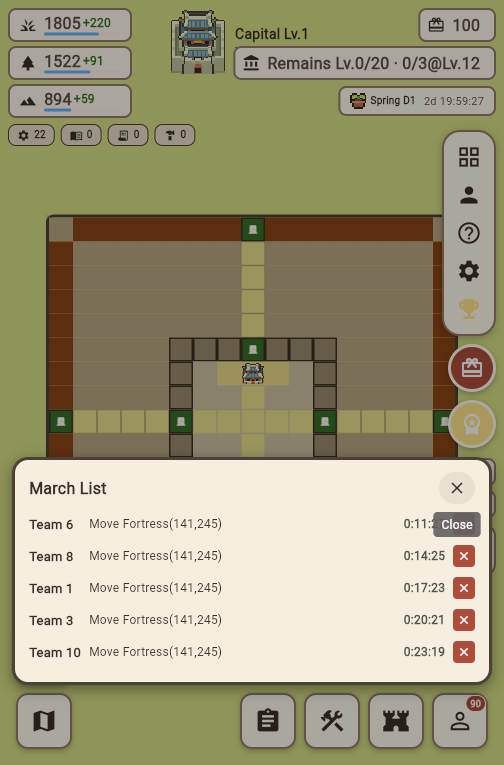 1805 +220
Capital Lv.1
100
1522 +91
Remains Lv.0/20 · 0/3@Lv.12
894 +59
Spring D1 2d 19:59:27
22 0 0 0
March List
Team 6 Move Fortress(141,245)
Close
Team 8 Move Fortress(141,245) 0:14:25
Team 1 Move Fortress(141,245) 0:17:23
Team 3 Move Fortress(141,245) 0:20:21
Team 10 Move Fortress(141,245) 0:23:19
90